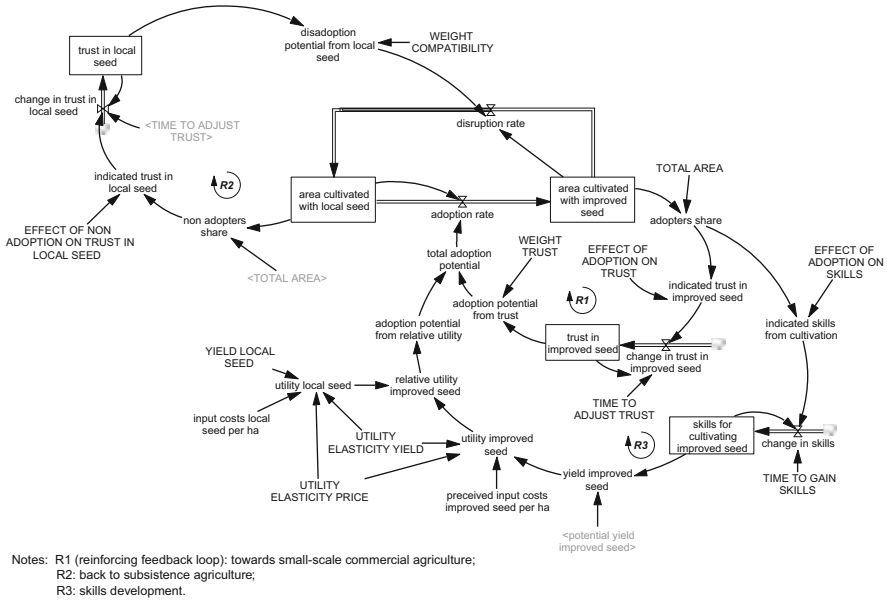 disadoption
potential from local
seed
WEIGHT
COMPATIBILITY
trust in local
seed
change in trust in
local seed
<TIME TO ADJUST
TRUST>
disruption rate
indicated trust in
local seed
R2
area cultivated
with local seed
adoption rate
area cultivated
with improved
seed
TOTAL AREA
adopters share
EFFECT OF NON
ADOPTION ON TRUST IN
LOCAL SEED
non adopters
share
<TOTAL AREA>
total adoption
potential
WEIGHT
TRUST
EFFECT OF
ADOPTION ON
TRUST
EFFECT OF
ADOPTION ON
SKILLS
indicated trust in
improved seed
adoption potential
from trust
R1
adoption potential
from relative utility
indicated skills
from cultivation
trust in
improved seed
change in trust in
improved seed
YIELD LOCAL
SEED
utility local seed
relative utility
improved seed
TIME TO
ADJUST TRUST
input costs local
seed per ha
UTILITY
ELASTICITY YIELD
utility improved
seed
R3
skills for
cultivating
improved seed
change in skills
UTILITY
ELASTICITY PRICE
preceived input costs
improved seed per ha
yield improved
seed
TIME TO GAIN
SKILLS
<potential yield
improved seed>
Notes: R1 (reinforcing feedback loop): towards small-scale commercial agriculture;
R2: back to subsistence agriculture;
R3: skills development.